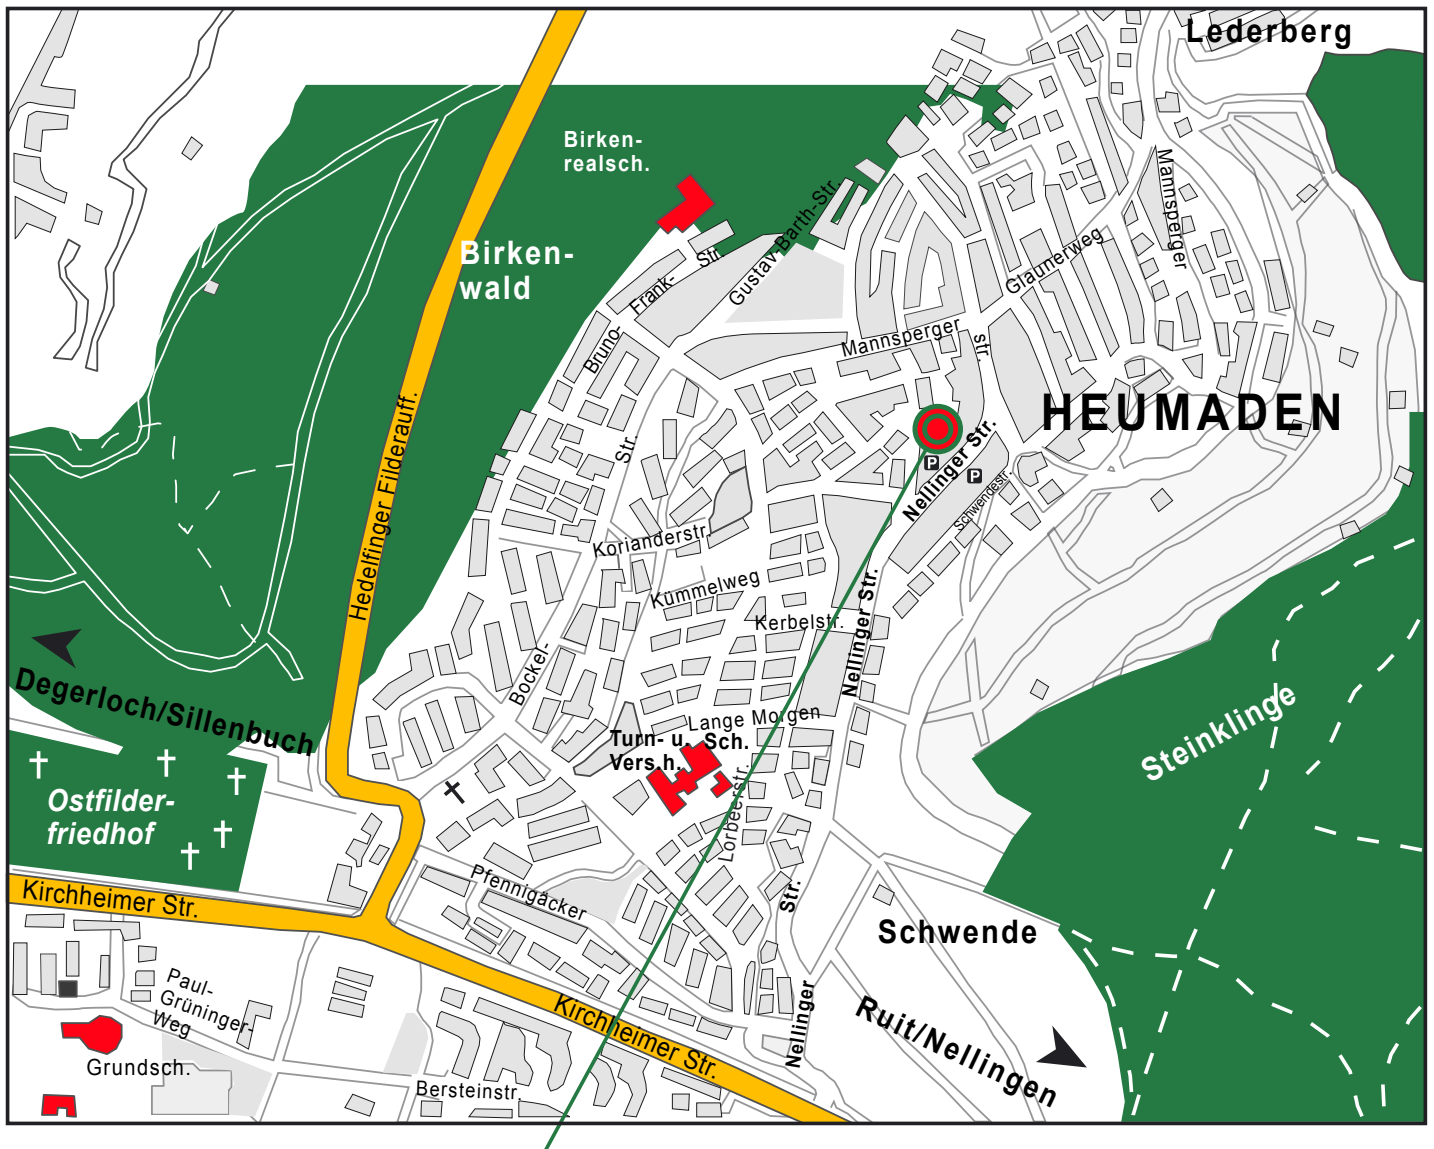 Lederberg
Birken-
realsch.
Birken-
wald
Gustav-Barth-Str.
Mannsperger
Glaunerweg
Bruno-
Frank-
Str.
Mannsperger
str.
HEUMADEN
Hedelfinger Filderauff.
Str.
P
P
Nellinger Str.
Schwendestr.
Korianderstr.
Kümmelweg
Kerbelstr.
Nellinger Str.
Bockel-
Degerloch/Sillenbuch
Lange Morgen
Turn- u.
Vers.h.
Sch.
Steinklinge
Ostfilder-
friedhof
Lorbeerstr.
Pfennigäcker
Kirchheimer Str.
Str.
Schwende
Paul-
Grüninger-
Weg
Kirchheimer Str.
Nellinger
Ruit/Nellingen
Grundsch.
Bersteinstr.